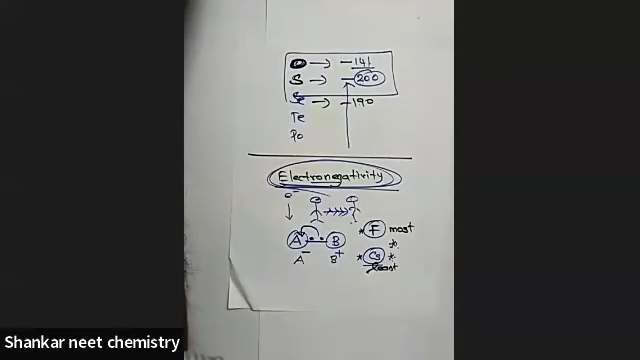 O → -141
S → -200
Se → -190
Te
Po
Electronegativity
e⁻
A B
A⁻ B⁺
* F most
*
* Cs *
least
Shankar neet chemistry